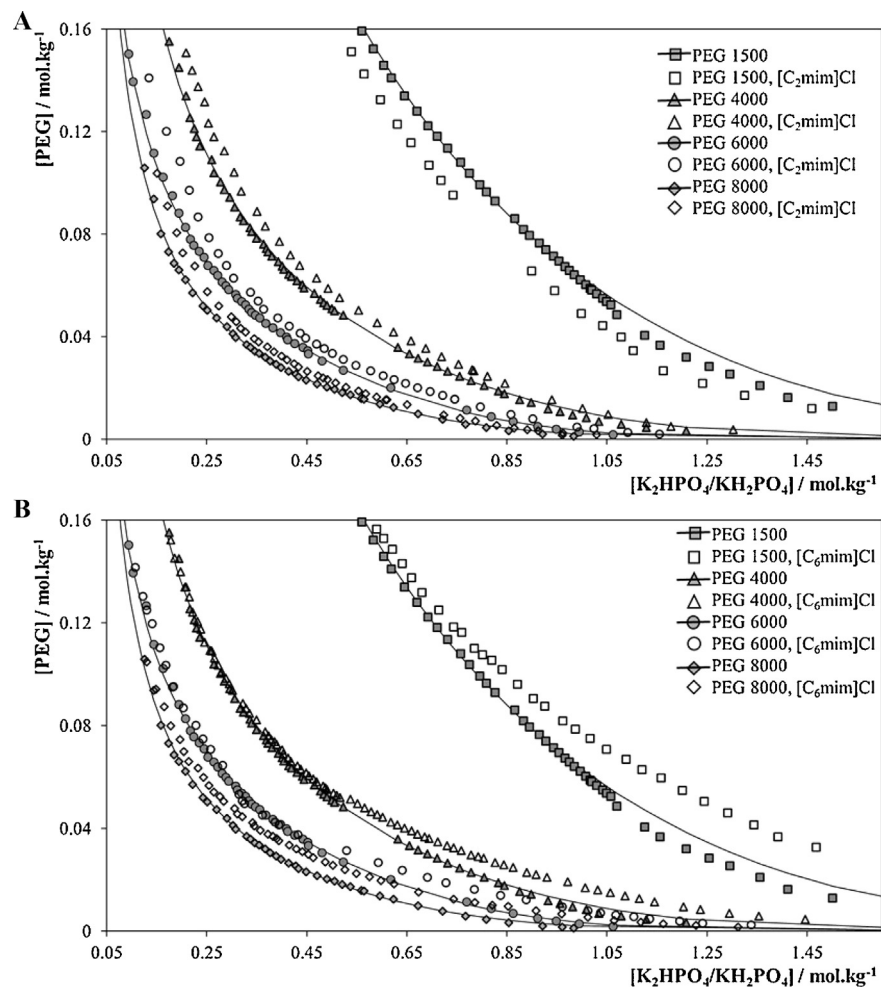 A
[PEG] / mol.kg-1
0.16
0.12
0.08
0.04
0
0.05 0.25 0.45 0.65 0.85 1.05 1.25 1.45
[K2HPO4/KH2PO4] / mol.kg-1
PEG 1500
PEG 1500, [C2mim]Cl
PEG 4000
PEG 4000, [C2mim]Cl
PEG 6000
PEG 6000, [C2mim]Cl
PEG 8000
PEG 8000, [C2mim]Cl
B
[PEG] / mol.kg-1
0.16
0.12
0.08
0.04
0
0.05 0.25 0.45 0.65 0.85 1.05 1.25 1.45
[K2HPO4/KH2PO4] / mol.kg-1
PEG 1500
PEG 1500, [C6mim]Cl
PEG 4000
PEG 4000, [C6mim]Cl
PEG 6000
PEG 6000, [C6mim]Cl
PEG 8000
PEG 8000, [C6mim]Cl